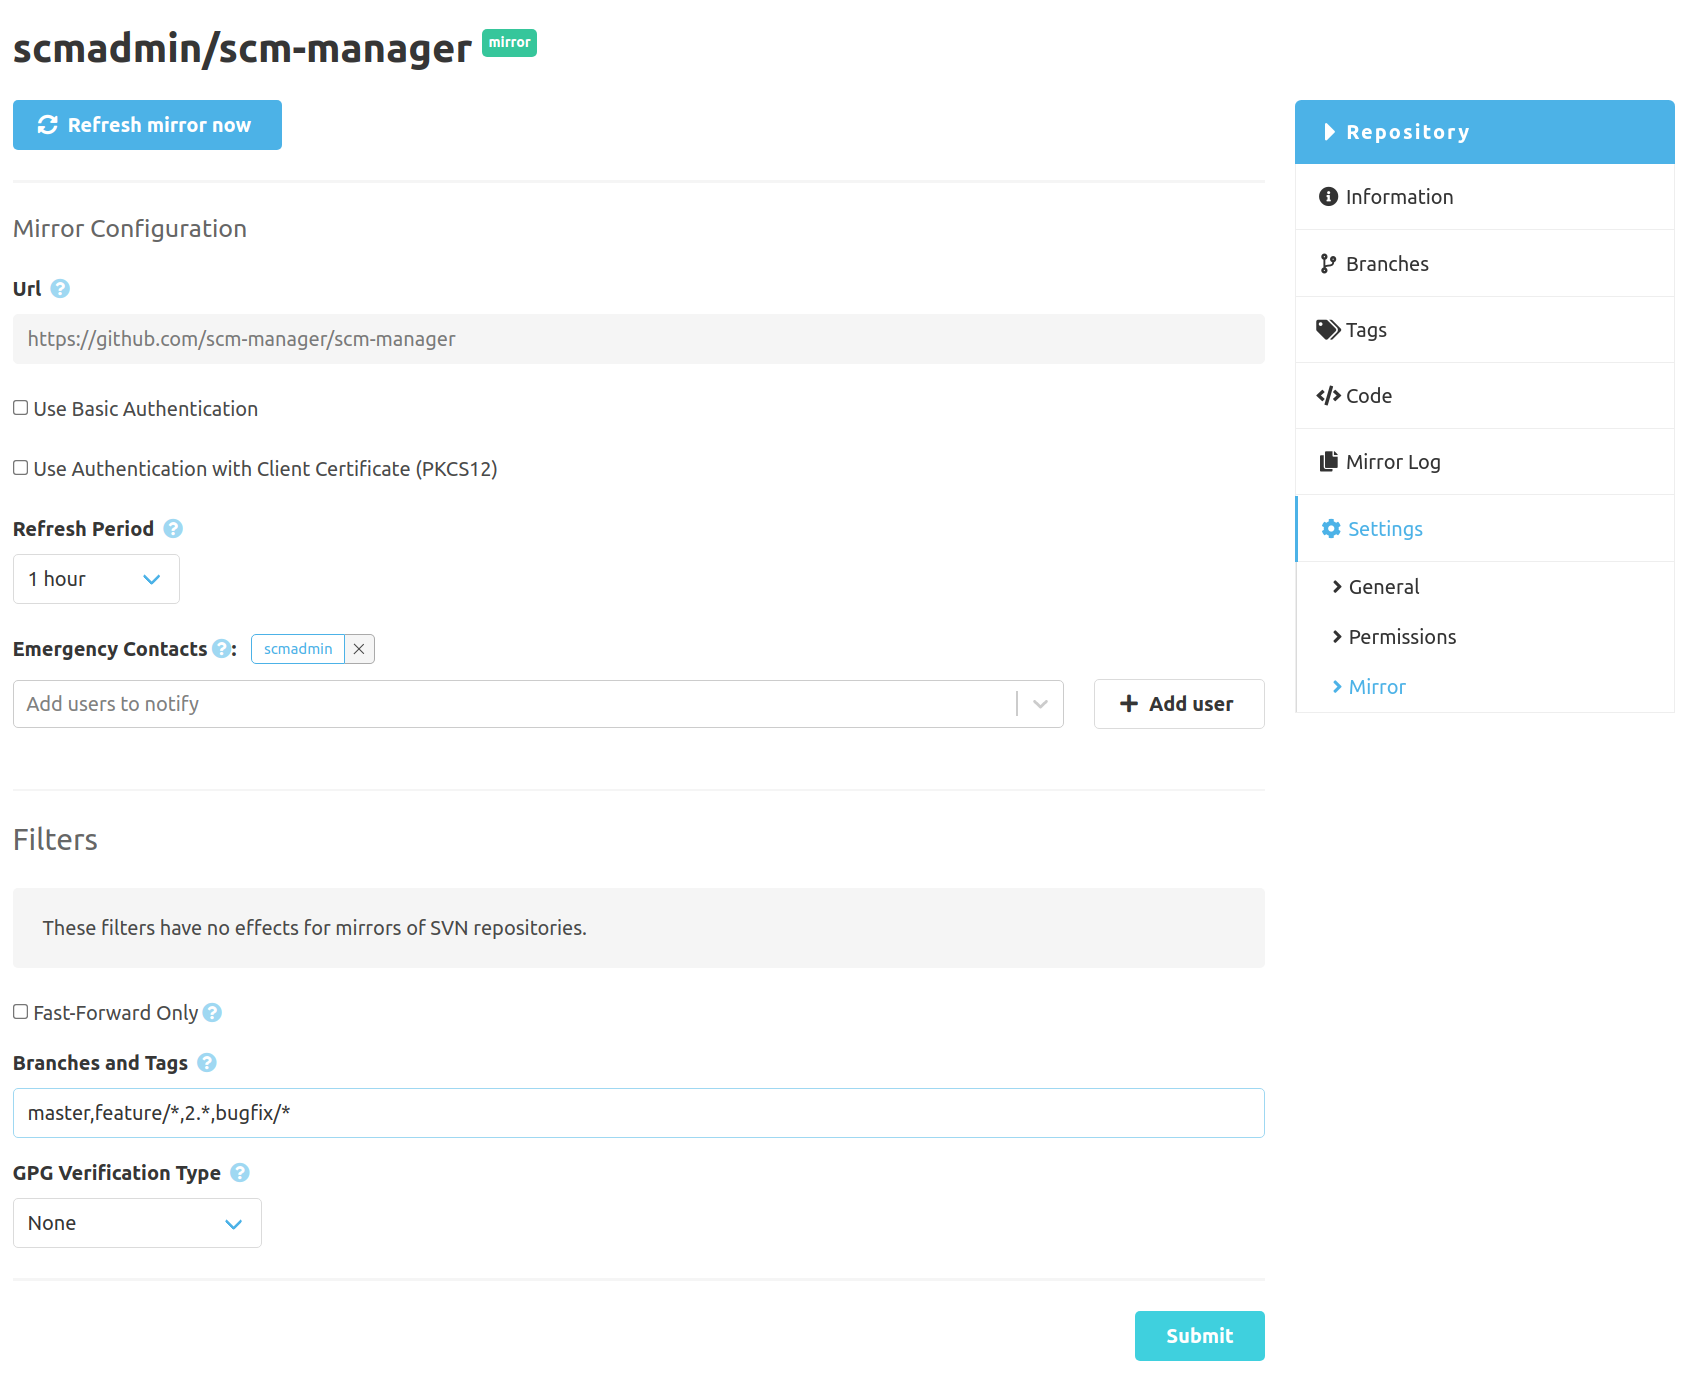 scmadmin/scm-manager mirror
Refresh mirror now
Mirror Configuration
Url
https://github.com/scm-manager/scm-manager
Use Basic Authentication
Use Authentication with Client Certificate (PKCS12)
Refresh Period
1 hour
Emergency Contacts : scmadmin
Add users to notify
Add user
Filters
These filters have no effects for mirrors of SVN repositories.
Fast-Forward Only
Branches and Tags
master,feature/*,2.*,bugfix/*
GPG Verification Type
None
Submit
Repository
Information
Branches
Tags
Code
Mirror Log
Settings
General
Permissions
Mirror